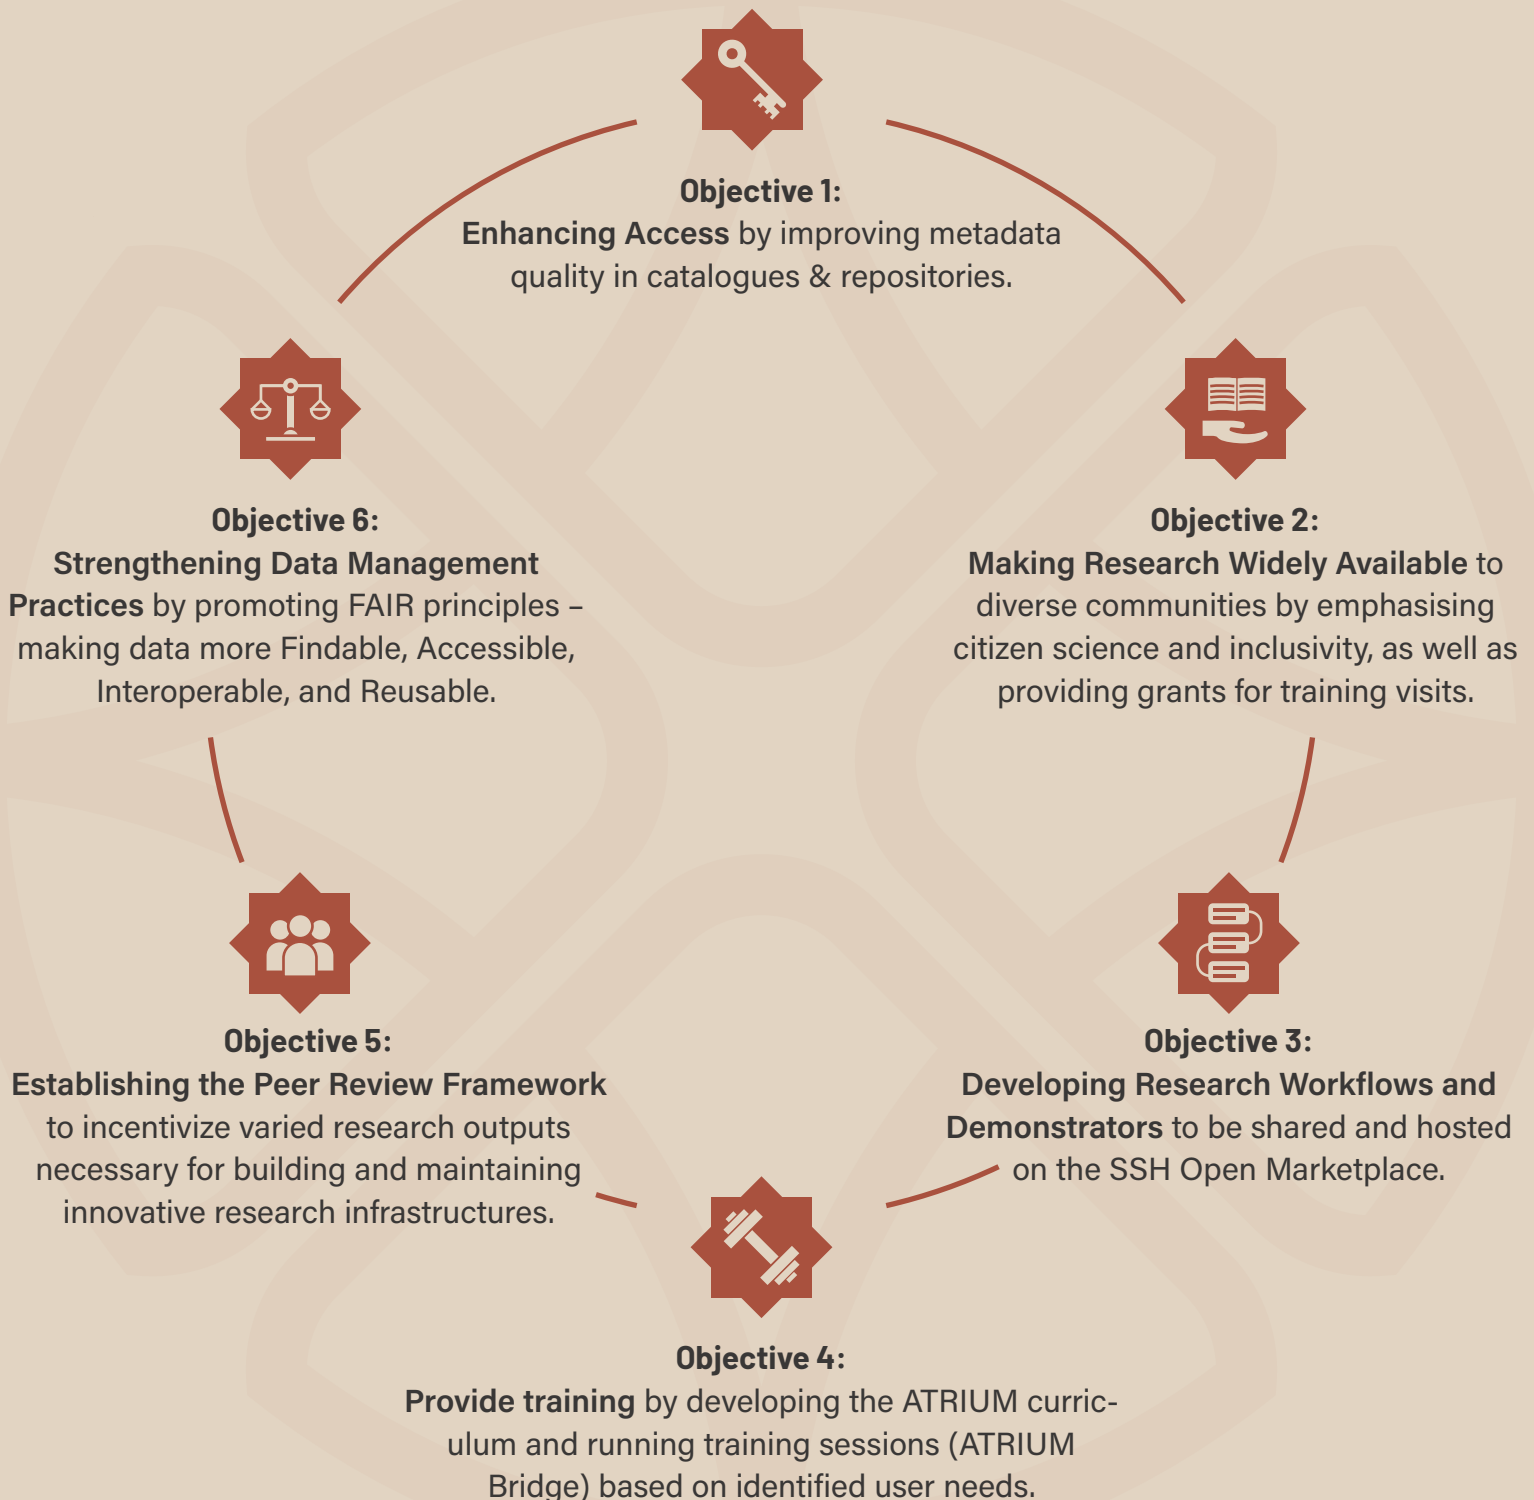 Objective 1:
Enhancing Access by improving metadata
quality in catalogues & repositories.
Objective 2:
Making Research Widely Available to
diverse communities by emphasising
citizen science and inclusivity, as well as
providing grants for training visits.
Objective 3:
Developing Research Workflows and
Demonstrators to be shared and hosted
on the SSH Open Marketplace.
Objective 4:
Provide training by developing the ATRIUM curric-
ulum and running training sessions (ATRIUM
Bridge) based on identified user needs.
Objective 5:
Establishing the Peer Review Framework
to incentivize varied research outputs
necessary for building and maintaining
innovative research infrastructures.
Objective 6:
Strengthening Data Management
Practices by promoting FAIR principles –
making data more Findable, Accessible,
Interoperable, and Reusable.